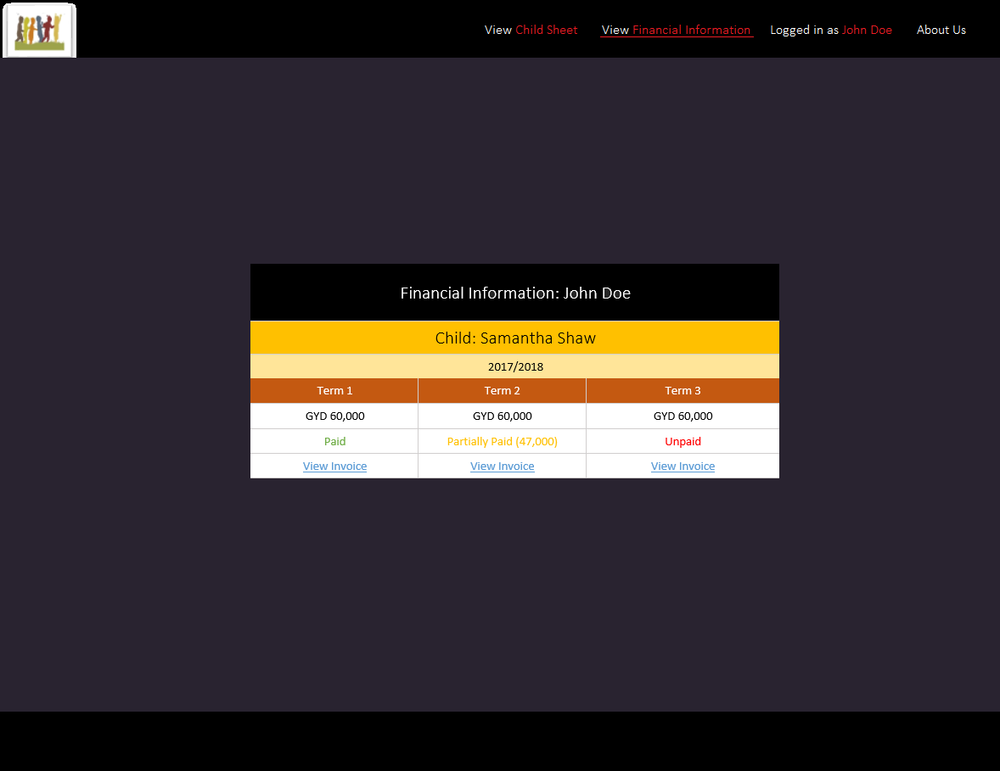 View Child Sheet View Financial Information Logged in as John Doe About Us
Financial Information: John Doe
Child: Samantha Shaw
2017/2018
Term 1 Term 2 Term 3
GYD 60,000 GYD 60,000 GYD 60,000
Paid Partially Paid (47,000) Unpaid
View Invoice View Invoice View Invoice